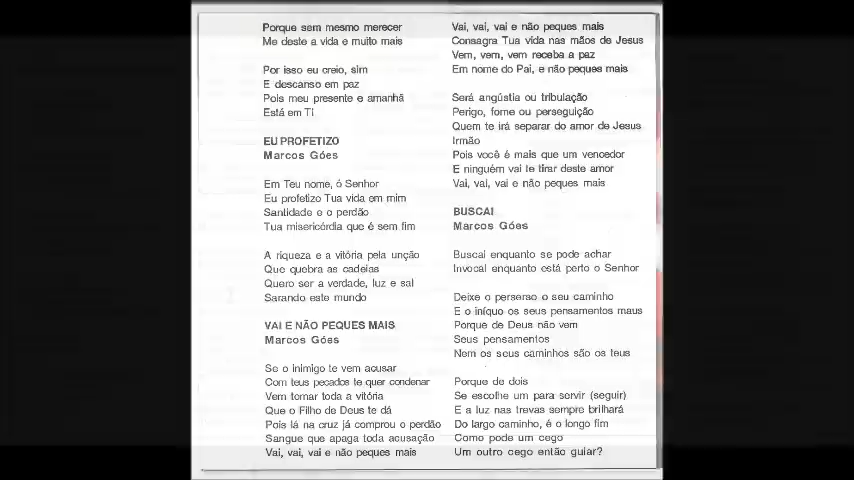 Porque sem mesmo merecer
Me deste a vida e muito mais
Por isso eu creio, sim
E descanso em paz
Pois meu presente e amanhã
Está em Ti
EU PROFETIZO
Marcos Góes
Em Teu nome, ó Senhor
Eu profetizo Tua vida em mim
Santidade e o perdão
Tua misericórdia que é sem fim
A riqueza e a vitória pela unção
Que quebra as cadeias
Quero ser a verdade, luz e sal
Sarando este mundo
VAI E NÃO PEQUES MAIS
Marcos Góes
Se o inimigo te vem acusar
Com teus pecados te quer condenar
Vem tomar toda a vitória
Que o Filho de Deus te dá
Pois lá na cruz já comprou o perdão
Sangue que apaga toda acusação
Vai, vai, vai e não peques mais
Vai, vai, vai e não peques mais
Consagra Tua vida nas mãos de Jesus
Vem, vem, vem receba a paz
Em nome do Pai, e não peques mais
Será angústia ou tribulação
Perigo, fome ou perseguição
Quem te irá separar do amor de Jesus
Irmão
Pois você é mais que um vencedor
E ninguém vai te tirar deste amor
Vai, vai, vai e não peques mais
BUSCAI
Marcos Góes
Buscai enquanto se pode achar
Invocai enquanto está perto o Senhor
Deixe o perserso o seu caminho
E o iníquo os seus pensamentos maus
Porque de Deus não vem
Seus pensamentos
Nem os seus caminhos são os teus
Porque de dois
Se escolhe um para servir (seguir)
E a luz nas trevas sempre brilhará
Do largo caminho, é o longo fim
Como pode um cego
Um outro cego então guiar?